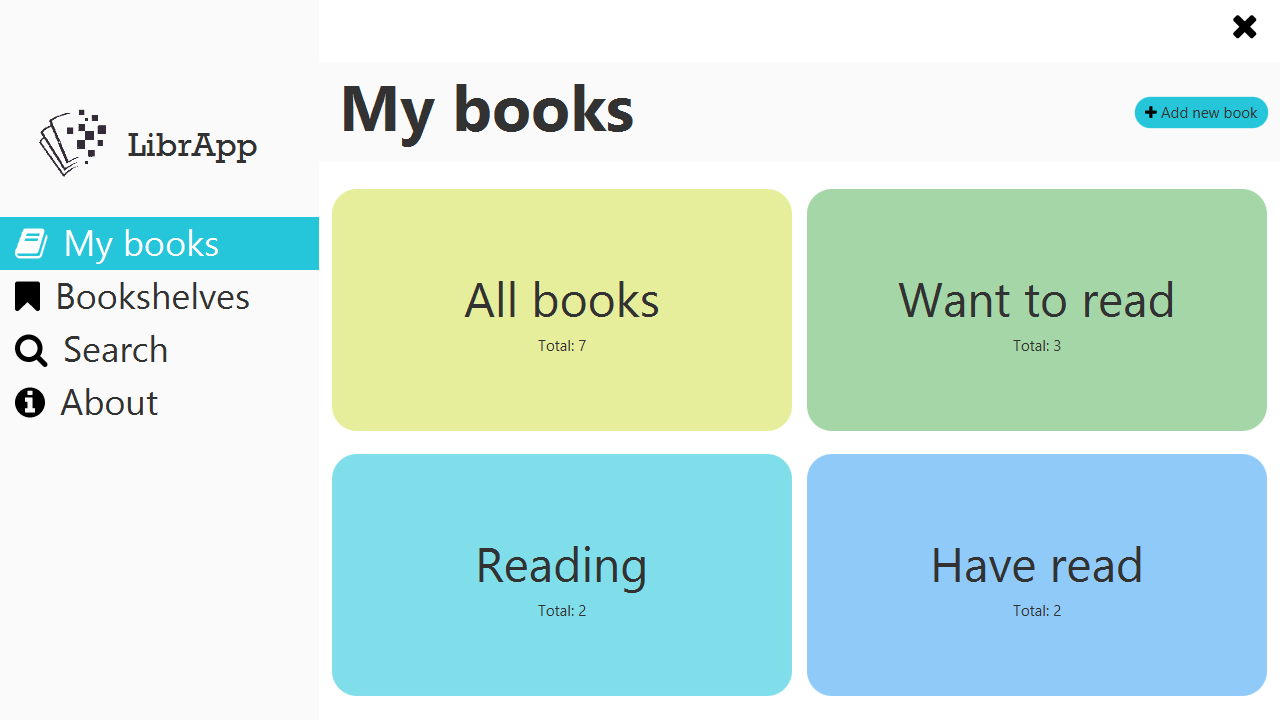 LibrApp
My books
Bookshelves
Search
About
My books
Add new book
All books
Total: 7
Want to read
Total: 3
Reading
Total: 2
Have read
Total: 2